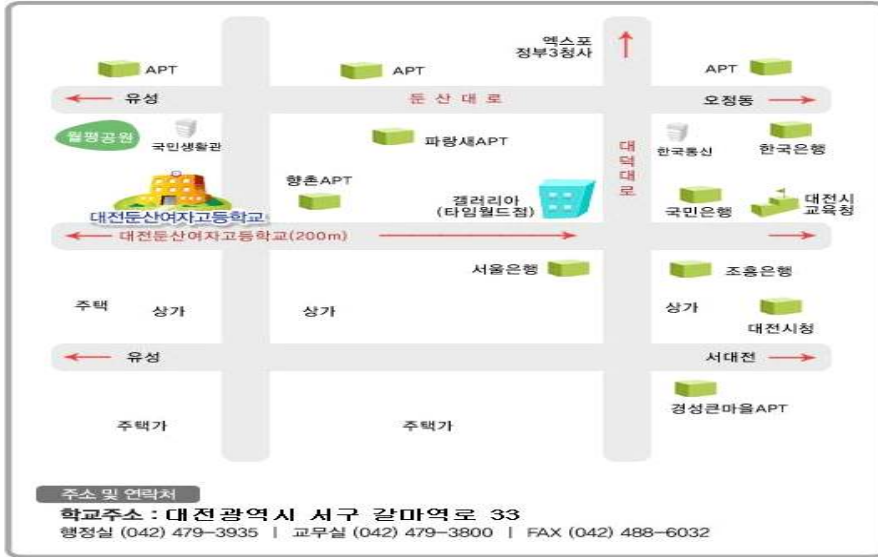 엑스포
정부3청사
APT
APT
APT
유성
둔산대로
오정동
월평공원
국민생활관
파랑새APT
대덕대로
한국통신
한국은행
향촌APT
대전둔산여자고등학교
갤러리아
(타임월드점)
국민은행
대전시
교육청
대전둔산여자고등학교(200m)
서울은행
조흥은행
주택
상가
상가
상가
대전시청
유성
서대전
경성큰마을APT
주택가
주택가
주소 및 연락처
학교주소 : 대전광역시 서구 갈마역로 33
행정실 (042) 479-3935 | 교무실 (042) 479-3800 | FAX (042) 488-6032